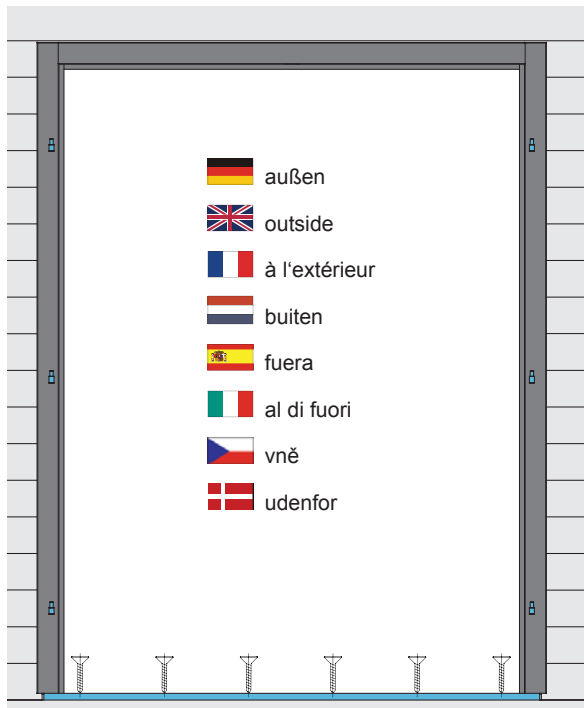 außen
outside
à l‘extérieur
buiten
fuera
al di fuori
vně
udenfor